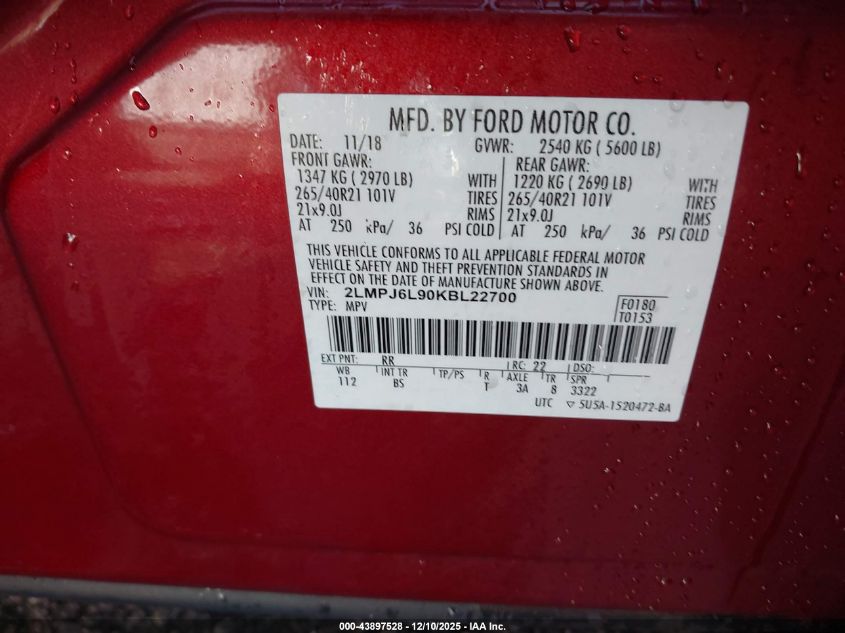 MFD. BY FORD MOTOR CO.
DATE: 11/18 GVWR: 2540 KG ( 5600 LB)
FRONT GAWR: REAR GAWR:
1347 KG ( 2970 LB) WITH 1220 KG ( 2690 LB) WITH
265/40R21 101V TIRES 265/40R21 101V TIRES
21x9.0J RIMS 21x9.0J RIMS
AT 250 kPa/ 36 PSI COLD AT 250 kPa/ 36 PSI COLD
THIS VEHICLE CONFORMS TO ALL APPLICABLE FEDERAL MOTOR
VEHICLE SAFETY AND THEFT PREVENTION STANDARDS IN
EFFECT ON THE DATE OF MANUFACTURE SHOWN ABOVE.
VIN: 2LMPJ6L90KBL22700 F0180
TYPE: MPV T0153
EXT PNT: RR RC: 22 DSO:
WB INT TR TP/PS R AXLE TR SPR
112 BS T 3A 8 3322
UTC ▽ 5U5A-1520472-BA
000-43897528 - 12/10/2025 - IAA Inc.